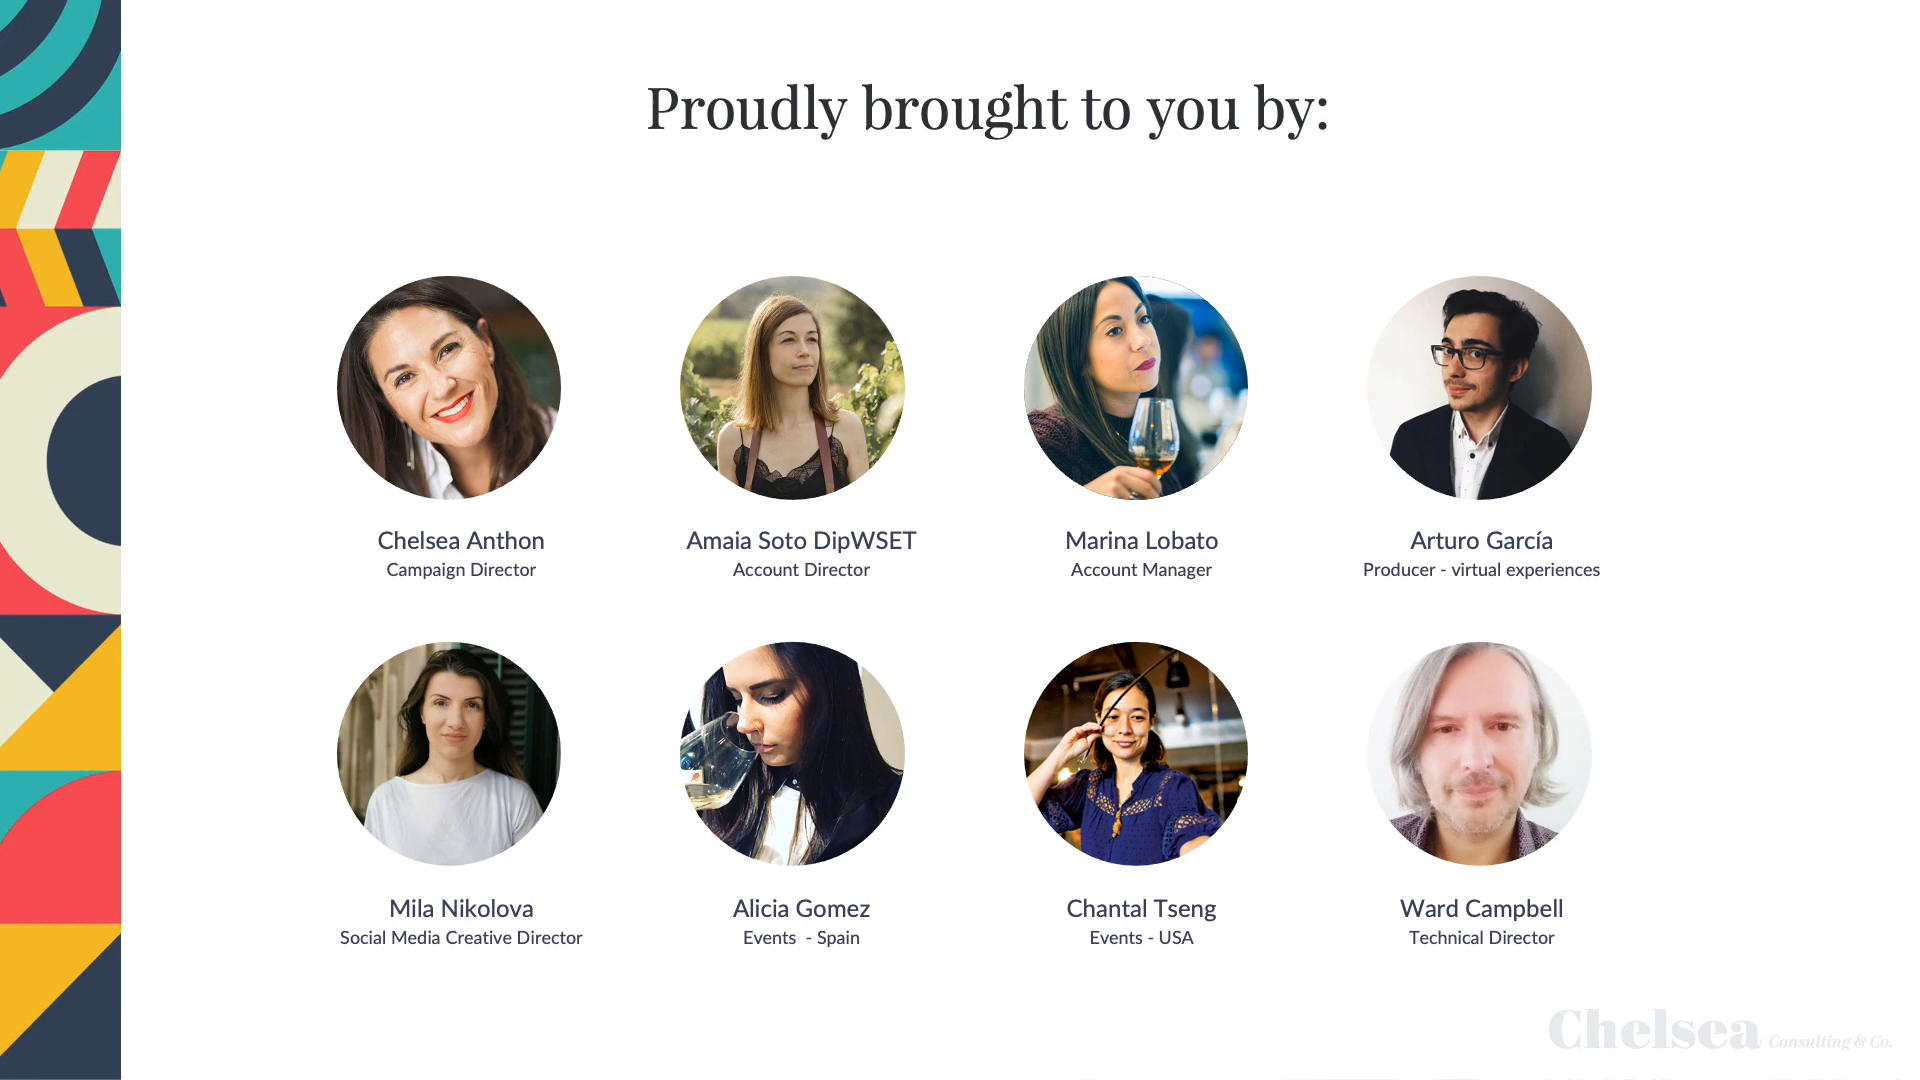 Proudly brought to you by:
Chelsea Anthon
Campaign Director
Amaia Soto DipWSET
Account Director
Marina Lobato
Account Manager
Arturo García
Producer - virtual experiences
Mila Nikolova
Social Media Creative Director
Alicia Gomez
Events  - Spain
Chantal Tseng
Events - USA
Ward Campbell
Technical Director
Chelsea Consulting & Co.